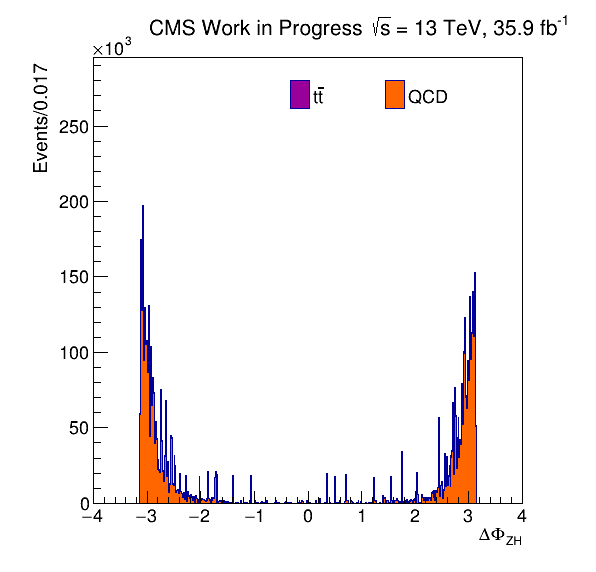 CMS Work in Progress √s = 13 TeV, 35.9 fb⁻¹
×10³
Events/0.017
tt̄
QCD
250
200
150
100
50
0
−4 −3 −2 −1 0 1 2 3 4
ΔΦ_ZH